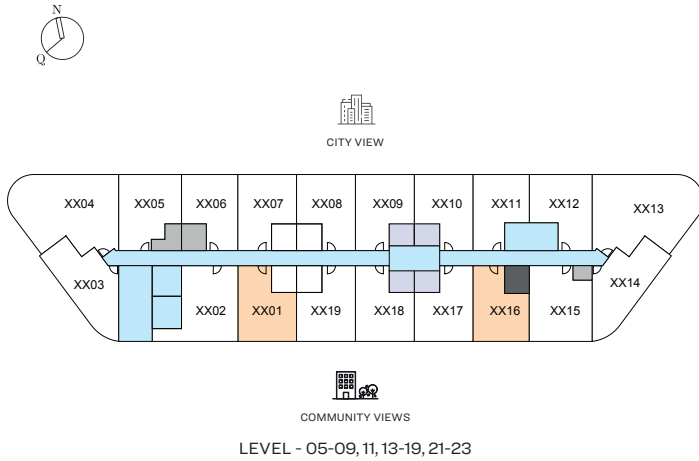 N
Q
CITY VIEW
XX04 XX05 XX06 XX07 XX08 XX09 XX10 XX11 XX12 XX13
XX03 XX02 XX01 XX19 XX18 XX17 XX16 XX15 XX14
COMMUNITY VIEWS
LEVEL - 05-09, 11, 13-19, 21-23